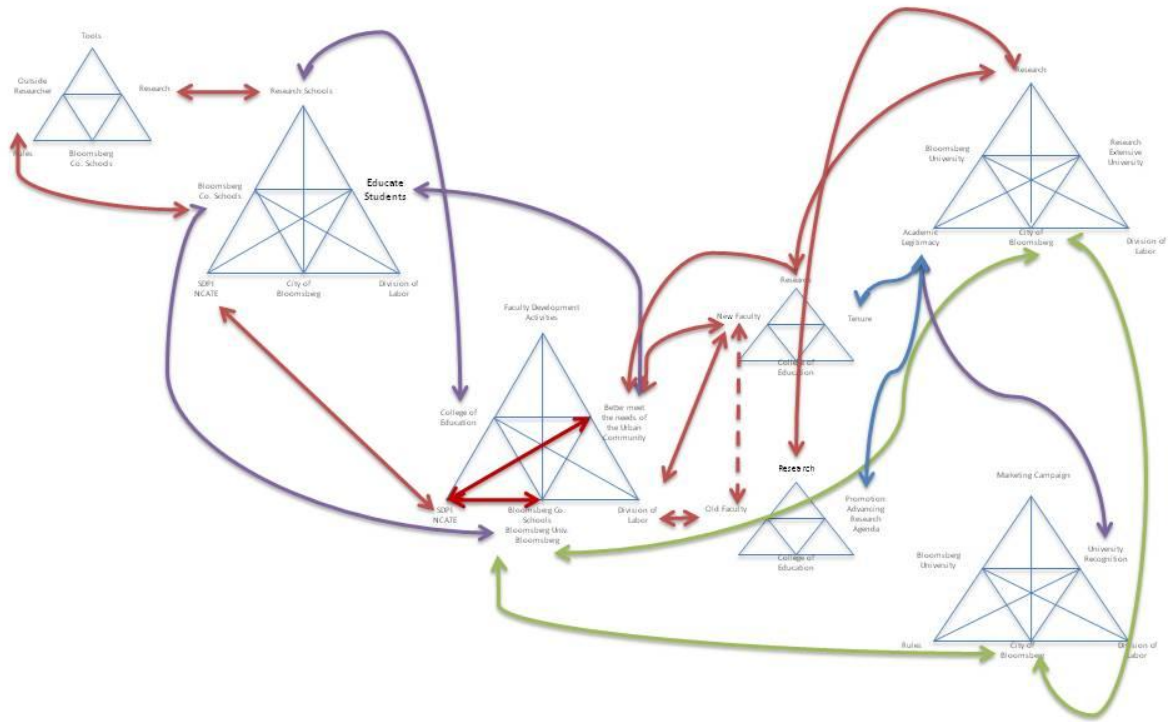 Tools
Outside
Researcher
Research
Rules
Bloomsberg
Co. Schools
Research Schools
Bloomsberg
Co. Schools
Educate
Students
SDPI
NCATE
City of
Bloomsberg
Division of
Labor
Faculty Development
Activities
College of
Education
Better meet
the needs of
the Urban
Community
SDPI
NCATE
Bloomsberg Co.
Schools
Bloomsberg Univ.
Bloomsberg
Division of
Labor
Research
New Faculty
College of
Education
Research
Old Faculty
College of
Education
Research
Bloomsberg
University
Research
Extensive
University
Academic
Legitimacy
City of
Bloomsberg
Division of
Labor
Tenure
Promotion
Advancing
Research
Agenda
Marketing Campaign
Bloomsberg
University
University
Recognition
Rules
City of
Bloomsberg
Division of
Labor